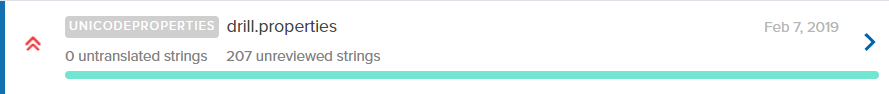 UNICODEPROPERTIES drill.properties Feb 7, 2019
0 untranslated strings 207 unreviewed strings